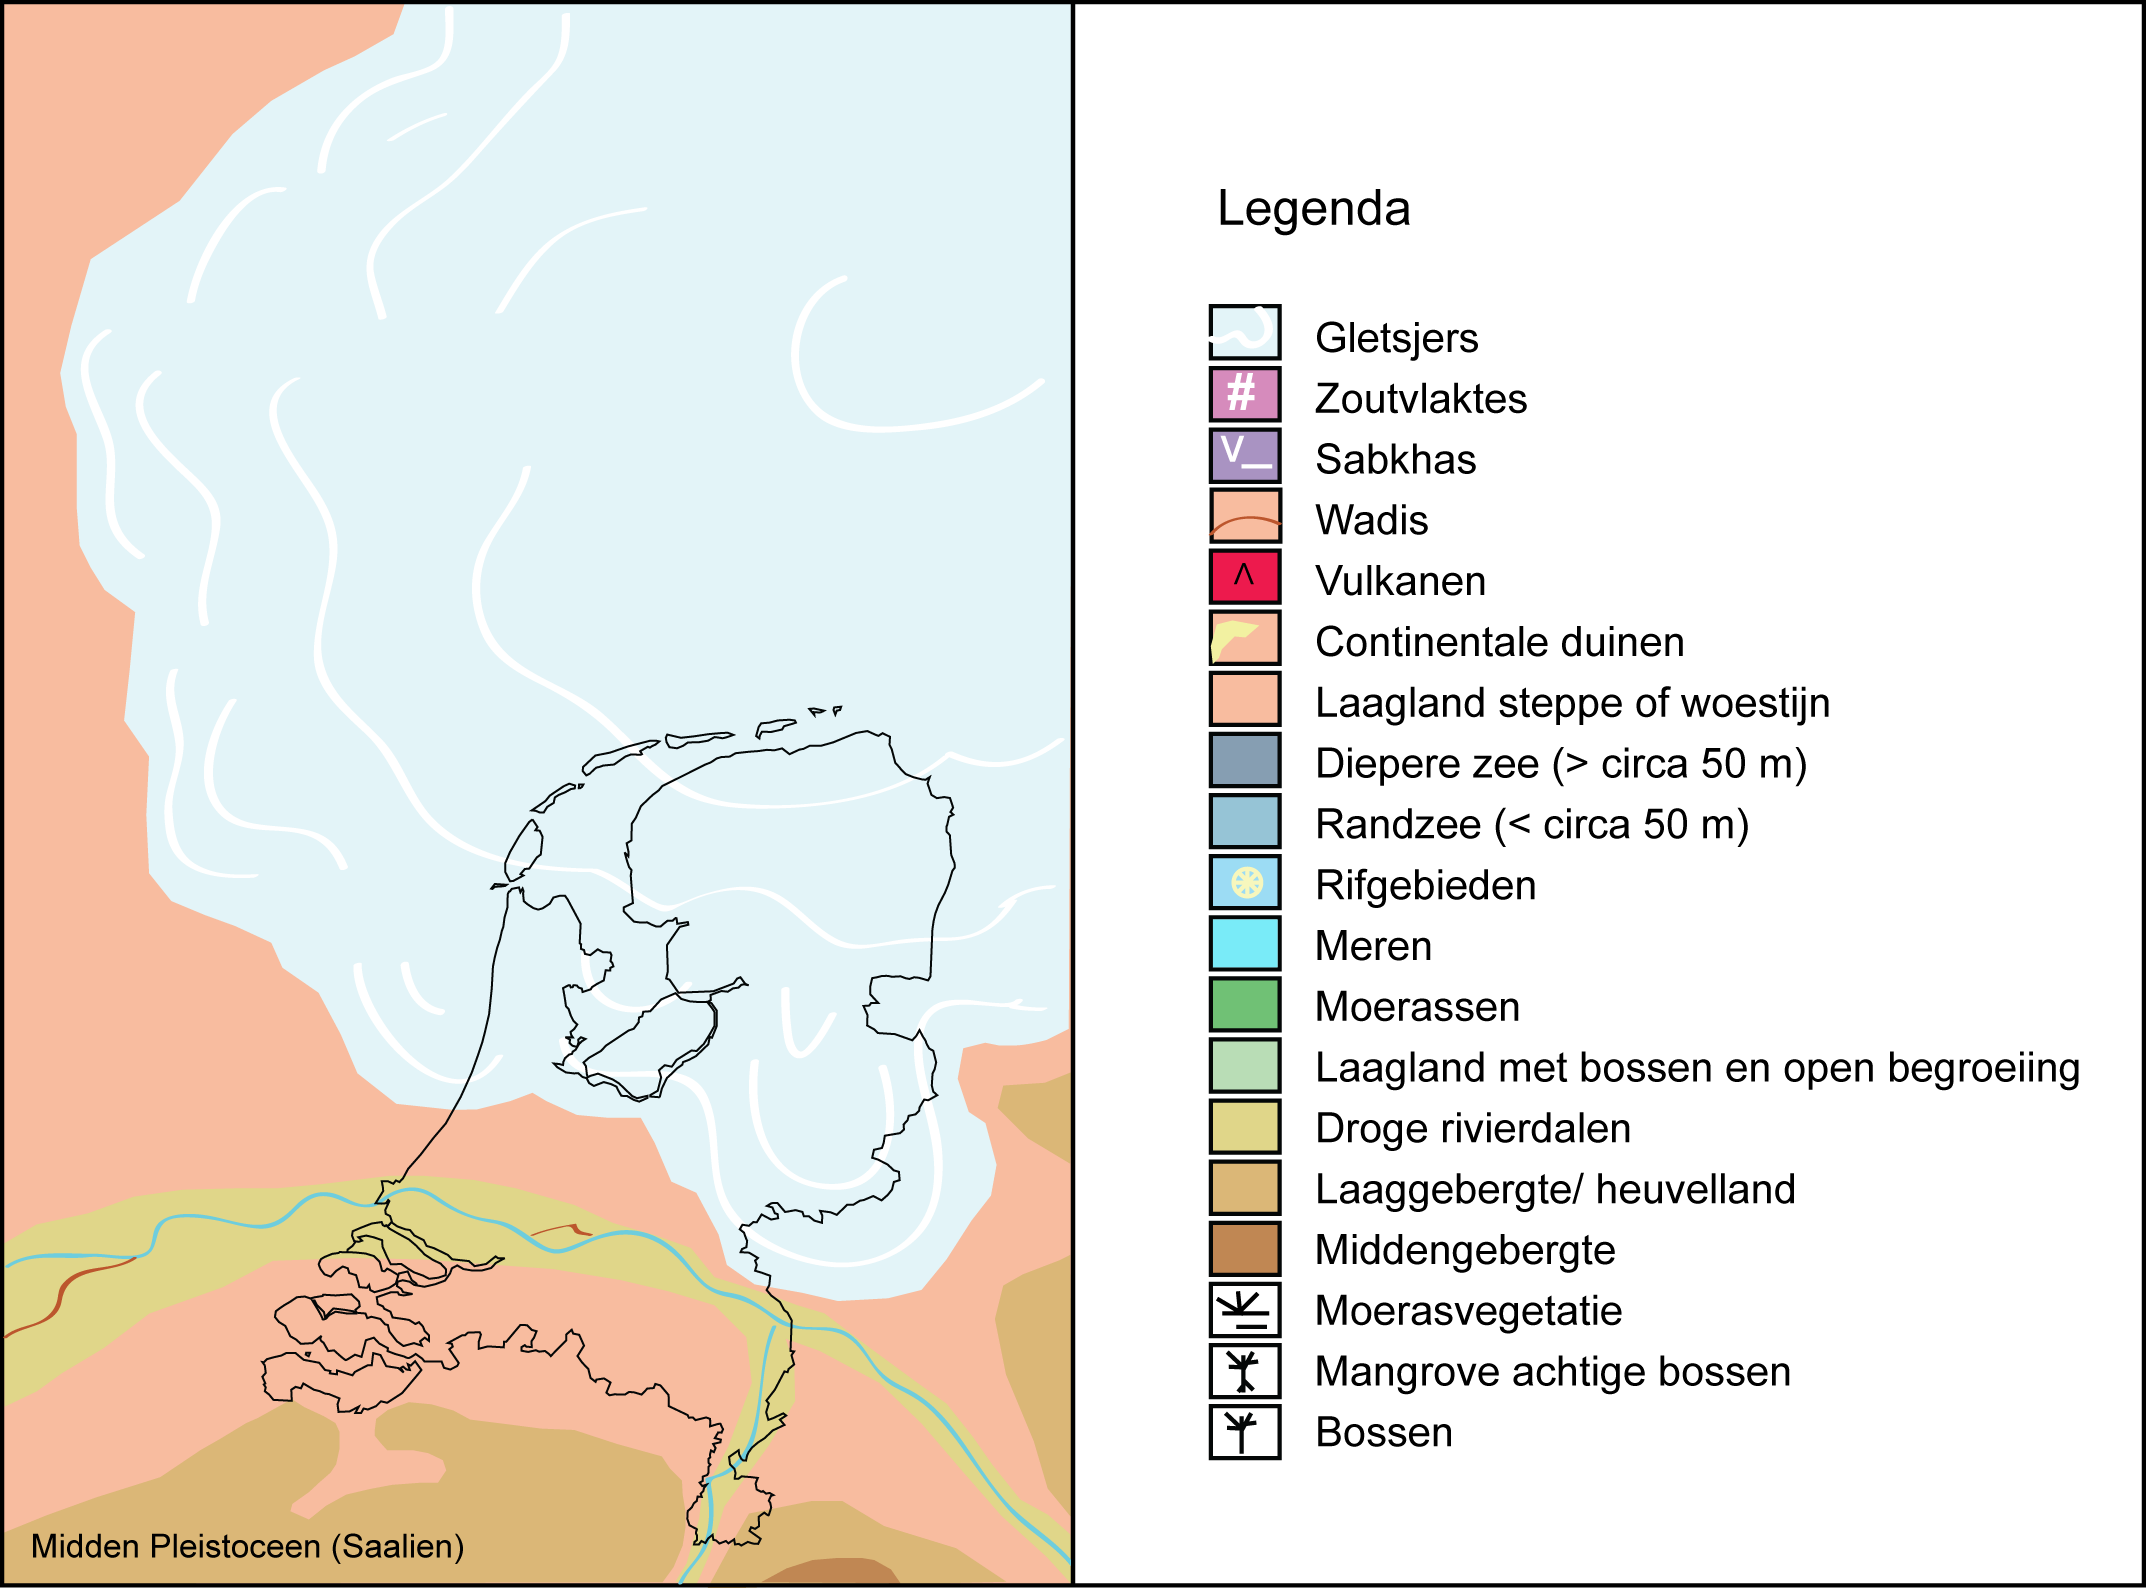 Legenda
Gletsjers
#
Zoutvlaktes
V_
Sabkhas
Wadis
^
Vulkanen
Continentale duinen
Laagland steppe of woestijn
Diepere zee (> circa 50 m)
Randzee (< circa 50 m)
Rifgebieden
Meren
Moerassen
Laagland met bossen en open begroeiing
Droge rivierdalen
Laaggebergte/ heuvelland
Middengebergte
Moerasvegetatie
Mangrove achtige bossen
Bossen
Midden Pleistoceen (Saalien)